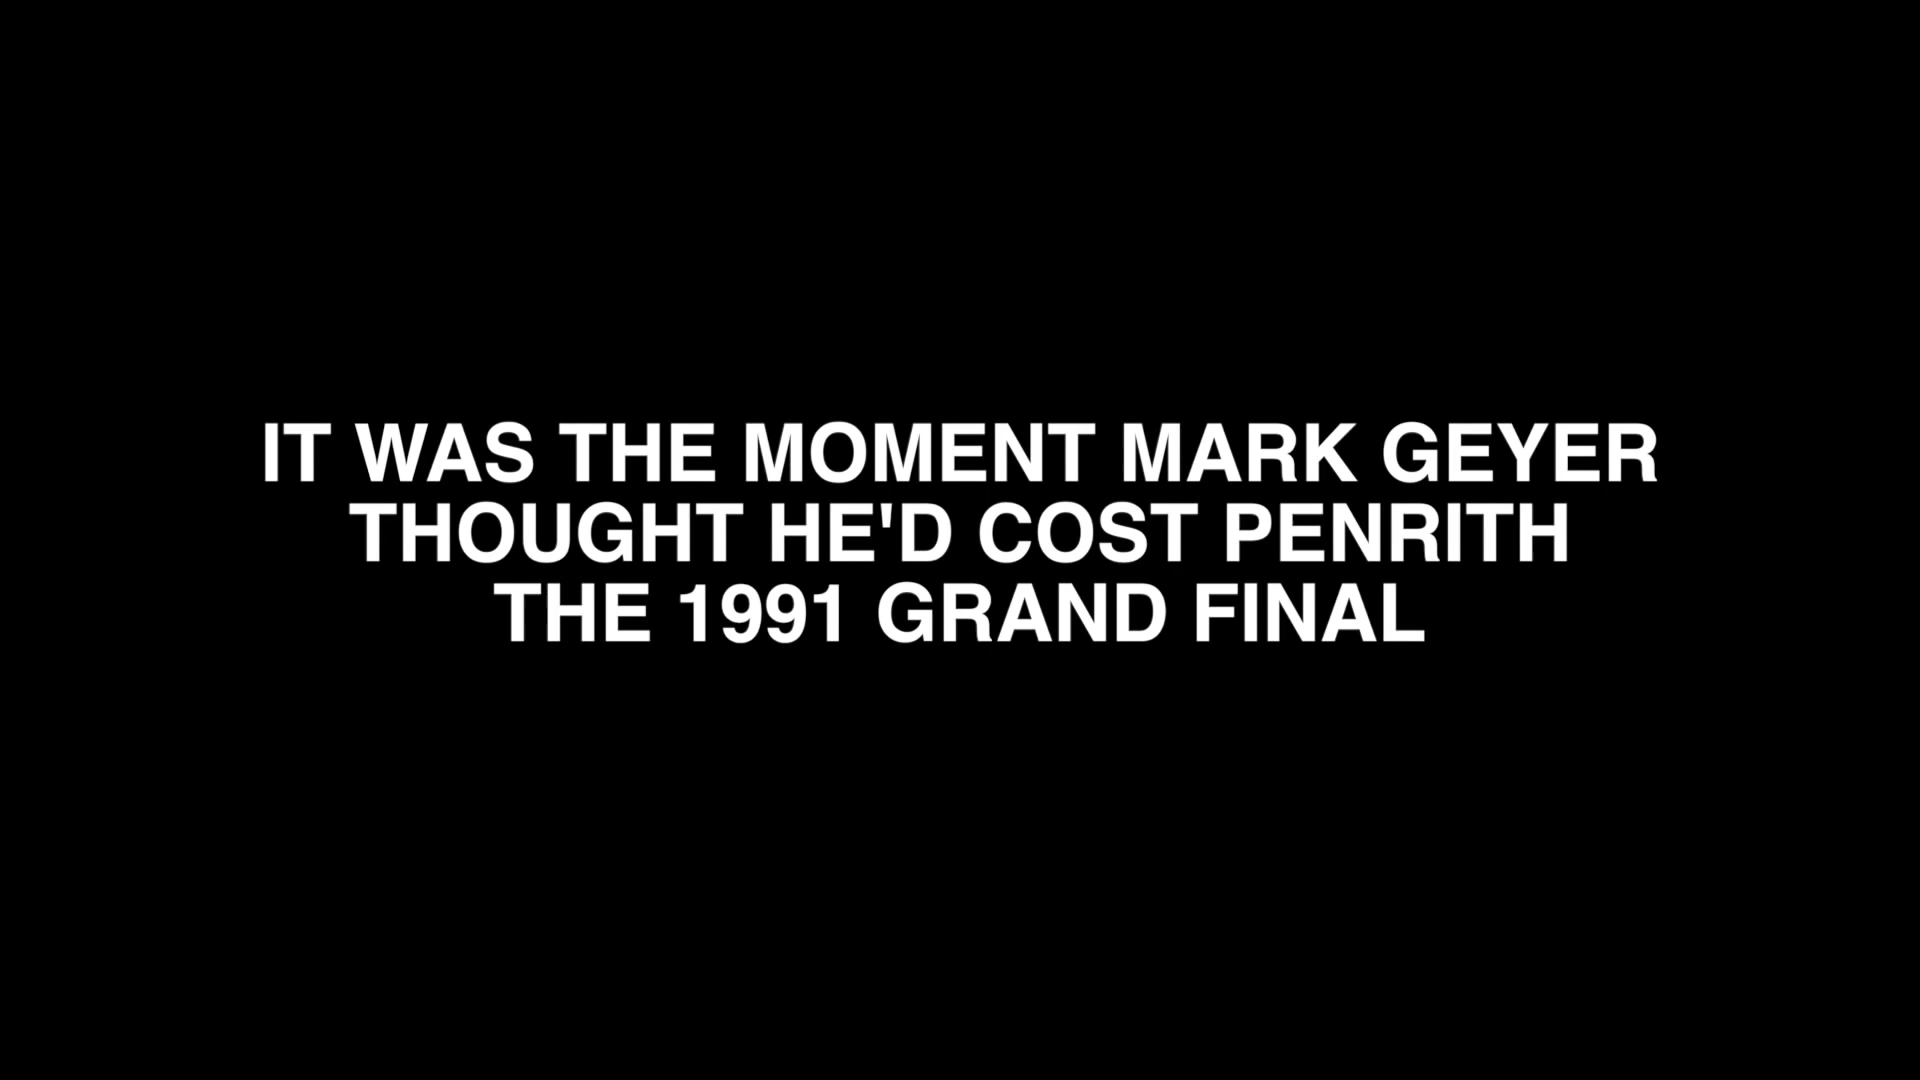 IT WAS THE MOMENT MARK GEYER
THOUGHT HE'D COST PENRITH
THE 1991 GRAND FINAL